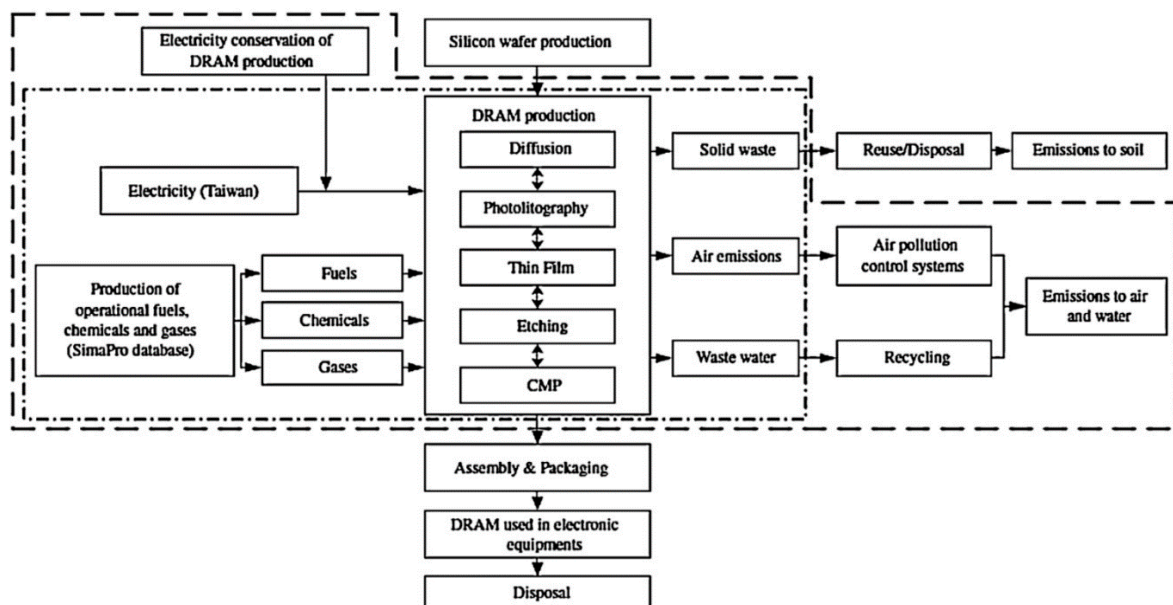 Electricity conservation of
DRAM production
Silicon wafer production
DRAM production
Diffusion
Photolitography
Thin Film
Etching
CMP
Electricity (Taiwan)
Production of
operational fuels,
chemicals and gases
(SimaPro database)
Fuels
Chemicals
Gases
Solid waste
Reuse/Disposal
Emissions to soil
Air emissions
Air pollution
control systems
Waste water
Recycling
Emissions to air
and water
Assembly & Packaging
DRAM used in electronic
equipments
Disposal